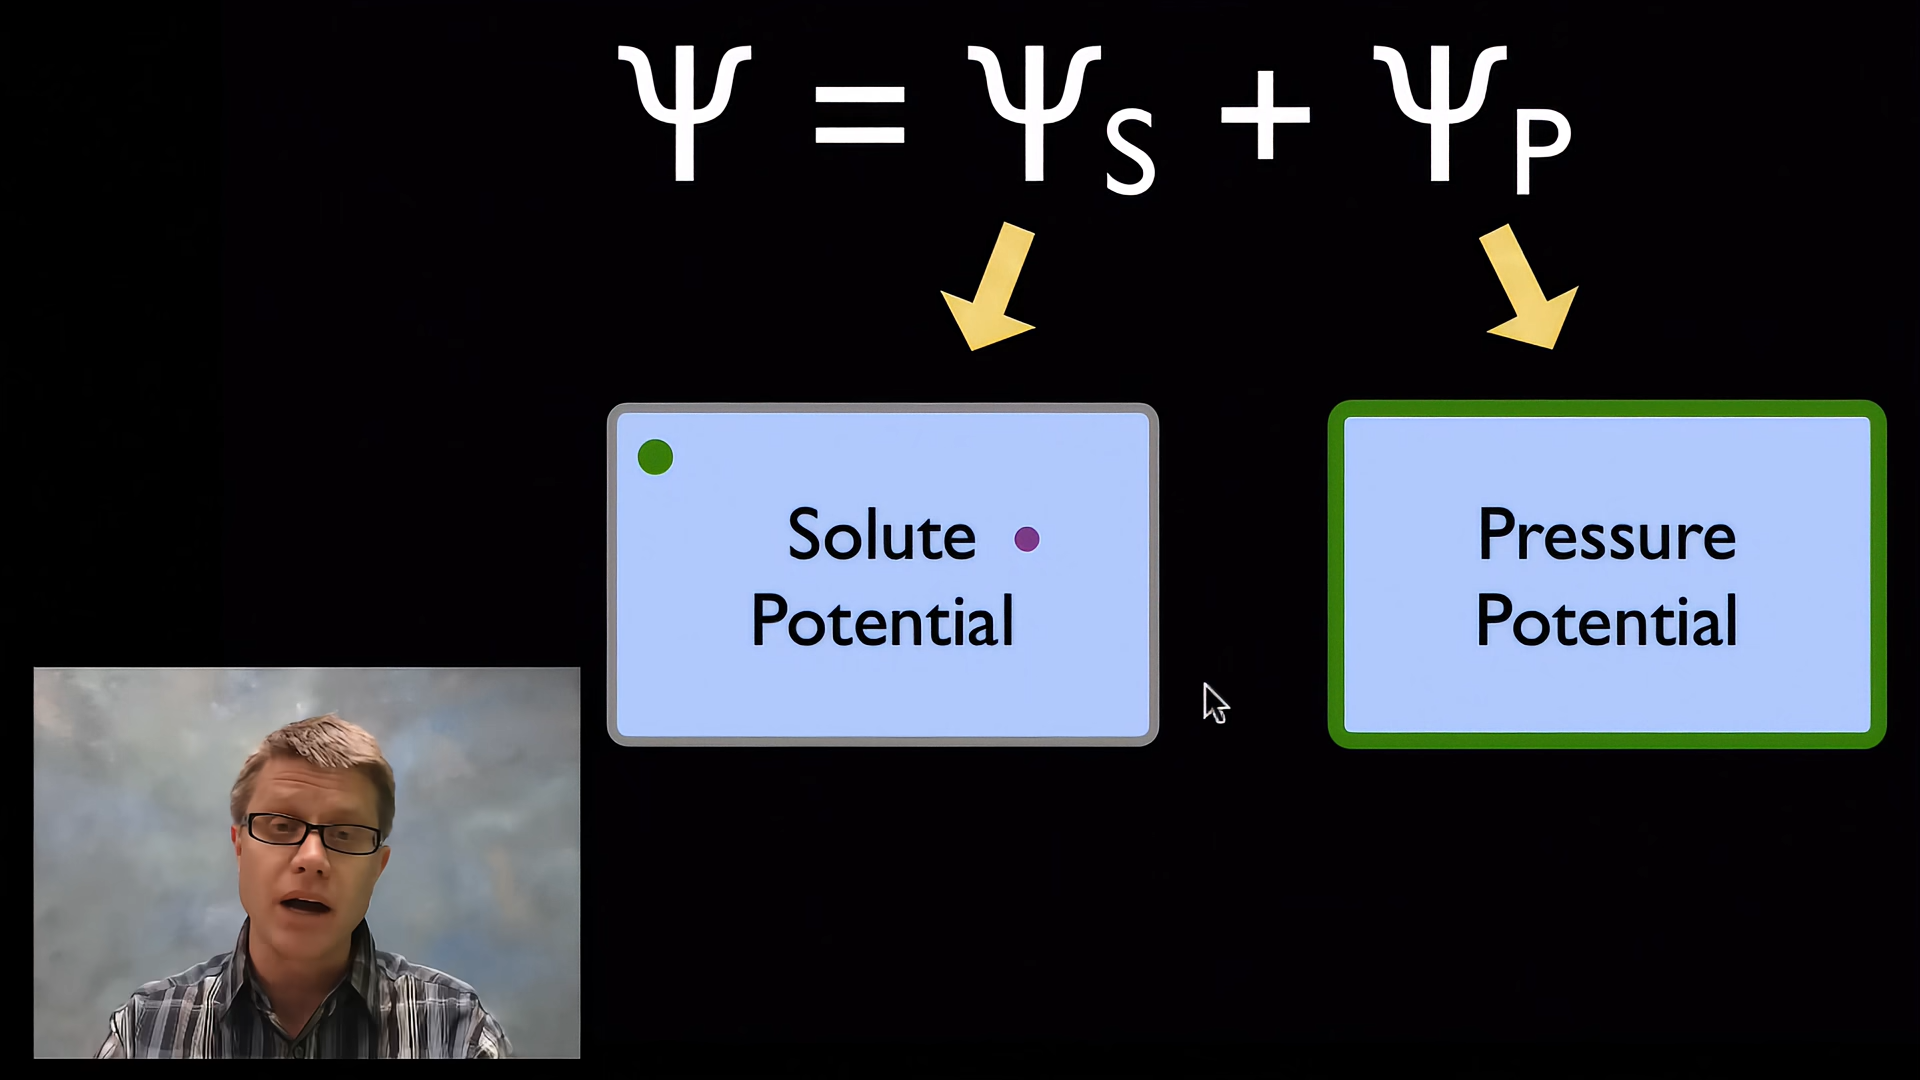 Ψ = ΨS + ΨP
Solute
Potential
Pressure
Potential